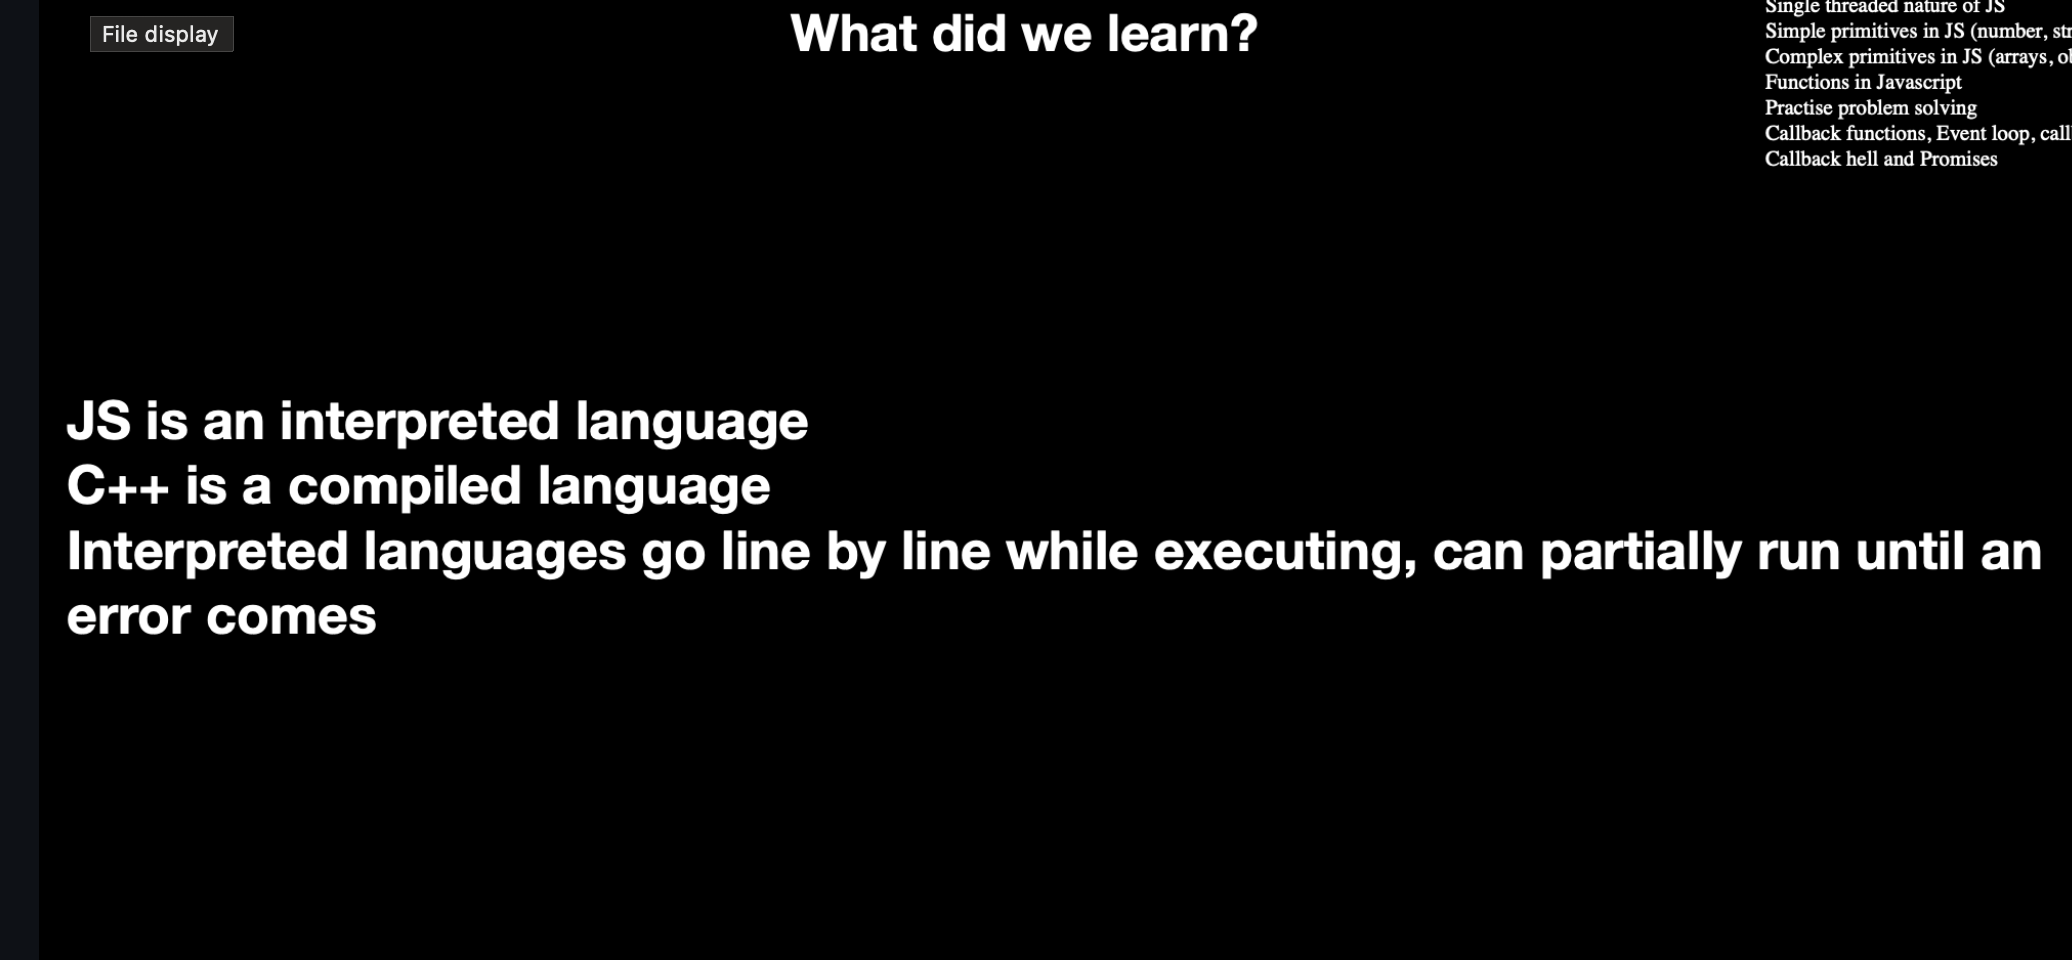 File display
What did we learn?
Single threaded nature of JS
Simple primitives in JS (number,
Complex primitives in JS (arrays,
Functions in Javascript
Practise problem solving
Callback functions, Event loop,
Callback hell and Promises
JS is an interpreted language
C++ is a compiled language
Interpreted languages go line by line while executing, can partially run until an
error comes